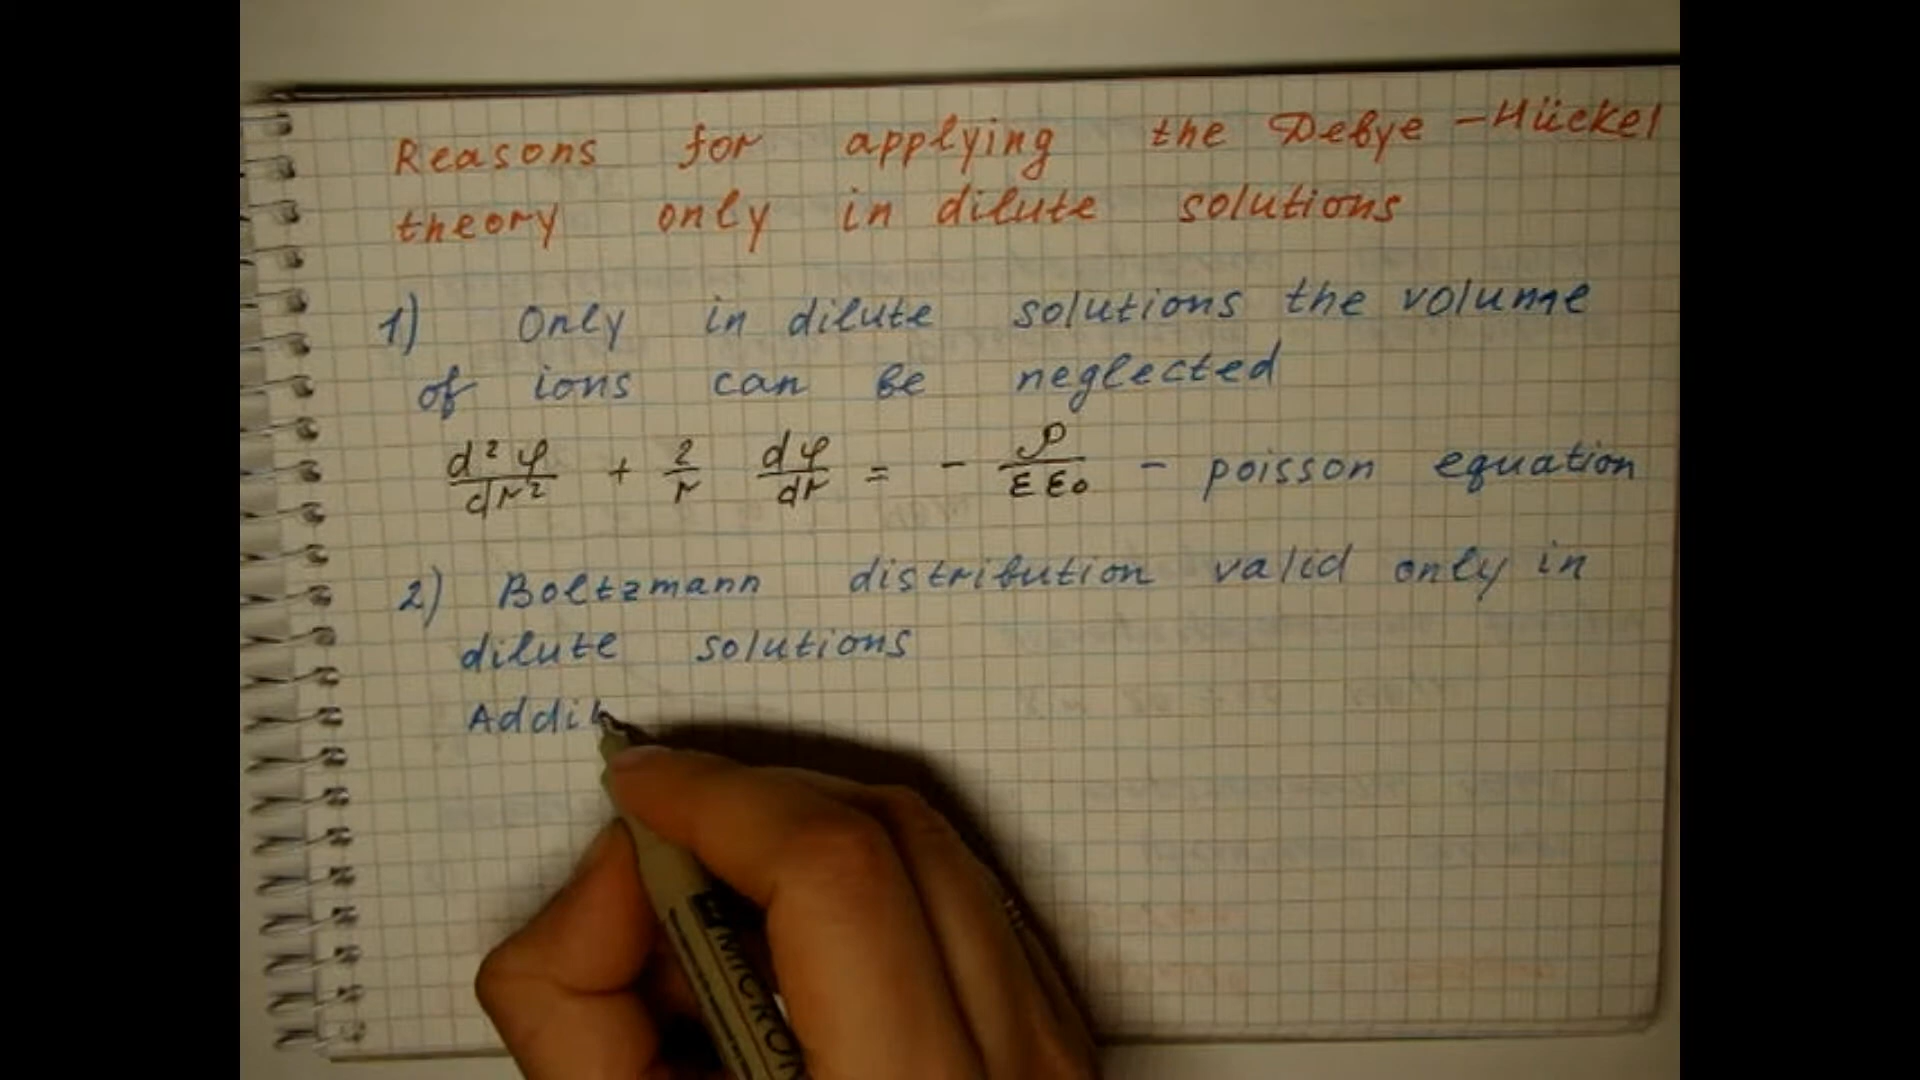 Reasons for applying the Debye - Hückel
theory only in dilute solutions
1) Only in dilute solutions the volume
of ions can be neglected
d²φ/dr² + 2/r dφ/dr = - ρ/εε₀ - poisson equation
2) Boltzmann distribution valid only in
dilute solutions
Addi
MICRON